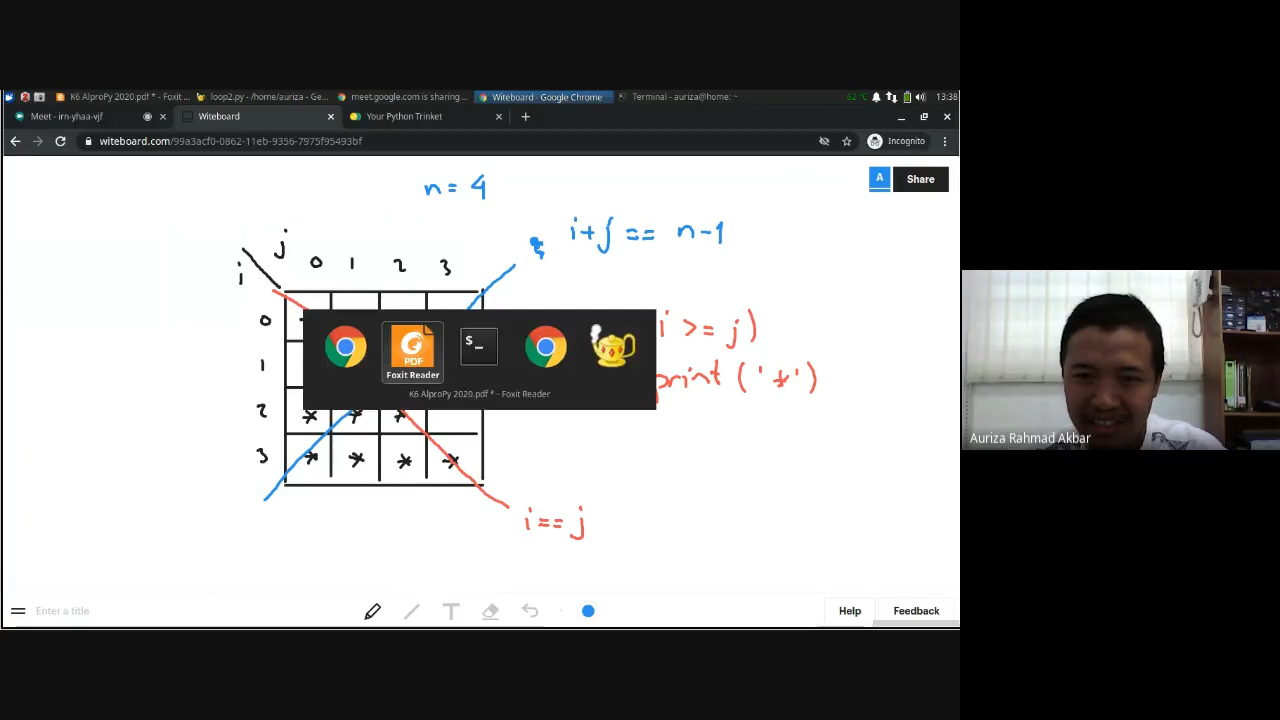 K6 AlproPy 2020.pdf * - Foxit ...
loop2.py - /home/auriza - Ge...
meet.google.com is sharing ...
Witeboard - Google Chrome
Terminal - auriza@home: ~
62 °C
13:38
Meet - irn-yhaa-vjf
Witeboard
Your Python Trinket
witeboard.com/99a3acf0-0862-11eb-9356-7975f95493bf
Incognito
n = 4
A
Share
i+j == n-1
j
i
0 1 2 3
0
i >= j)
1
$_
PDF
Foxit Reader
print ('*')
K6 AlproPy 2020.pdf * - Foxit Reader
2 * * *
3 * * * *
Auriza Rahmad Akbar
i == j
Enter a title
T
Help
Feedback